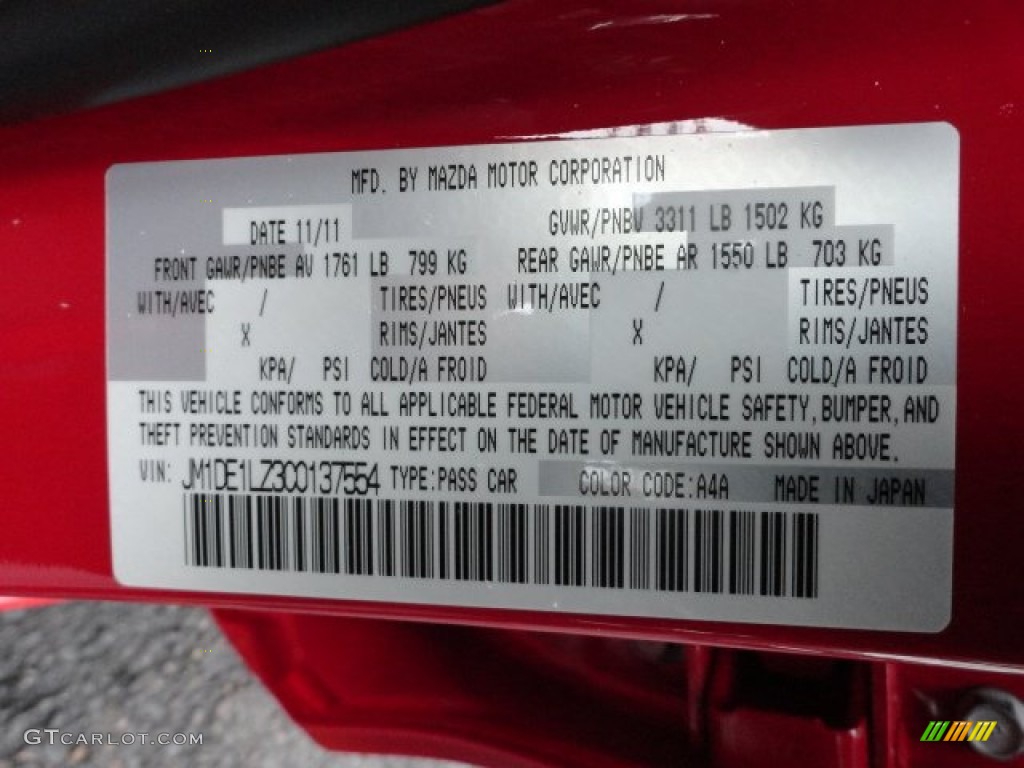 MFD. BY MAZDA MOTOR CORPORATION
DATE 11/11 GVWR/PNBV 3311 LB 1502 KG
FRONT GAWR/PNBE AV 1761 LB 799 KG REAR GAWR/PNBE AR 1550 LB 703 KG
WITH/AVEC / TIRES/PNEUS WITH/AVEC / TIRES/PNEUS
X RIMS/JANTES X RIMS/JANTES
KPA/ PSI COLD/A FROID KPA/ PSI COLD/A FROID
THIS VEHICLE CONFORMS TO ALL APPLICABLE FEDERAL MOTOR VEHICLE SAFETY, BUMPER, AND
THEFT PREVENTION STANDARDS IN EFFECT ON THE DATE OF MANUFACTURE SHOWN ABOVE.
VIN: JM1DE1LZ3C0137554 TYPE:PASS CAR COLOR CODE:A4A MADE IN JAPAN
GTCARLOT.COM